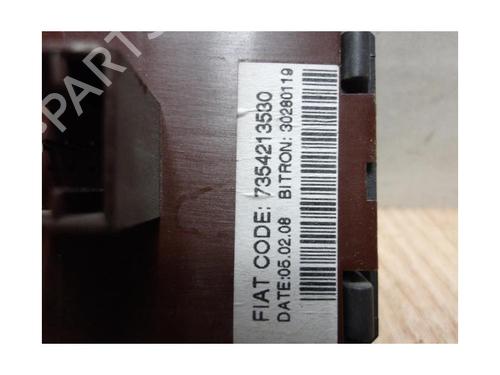 FIAT CODE: 7354213530
DATE:05.02.08 BITRON: 30280119